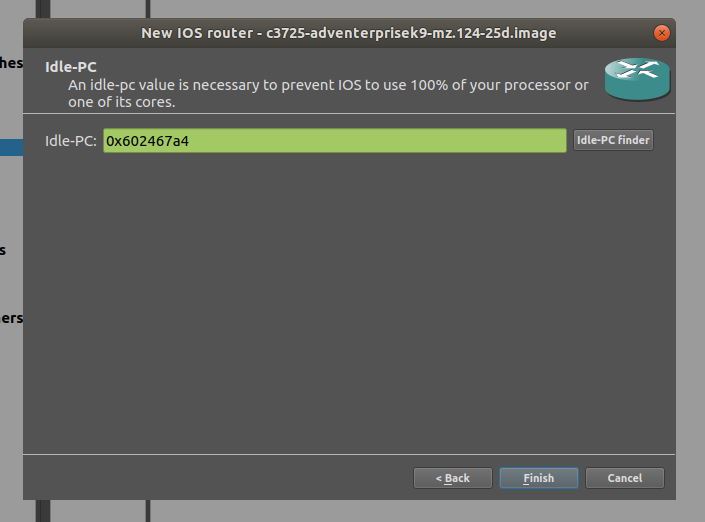 New IOS router - c3725-adventerprisek9-mz.124-25d.image
hes
Idle-PC
An idle-pc value is necessary to prevent IOS to use 100% of your processor or
one of its cores.
Idle-PC: 0x602467a4 Idle-PC finder
s
ers
< Back Finish Cancel